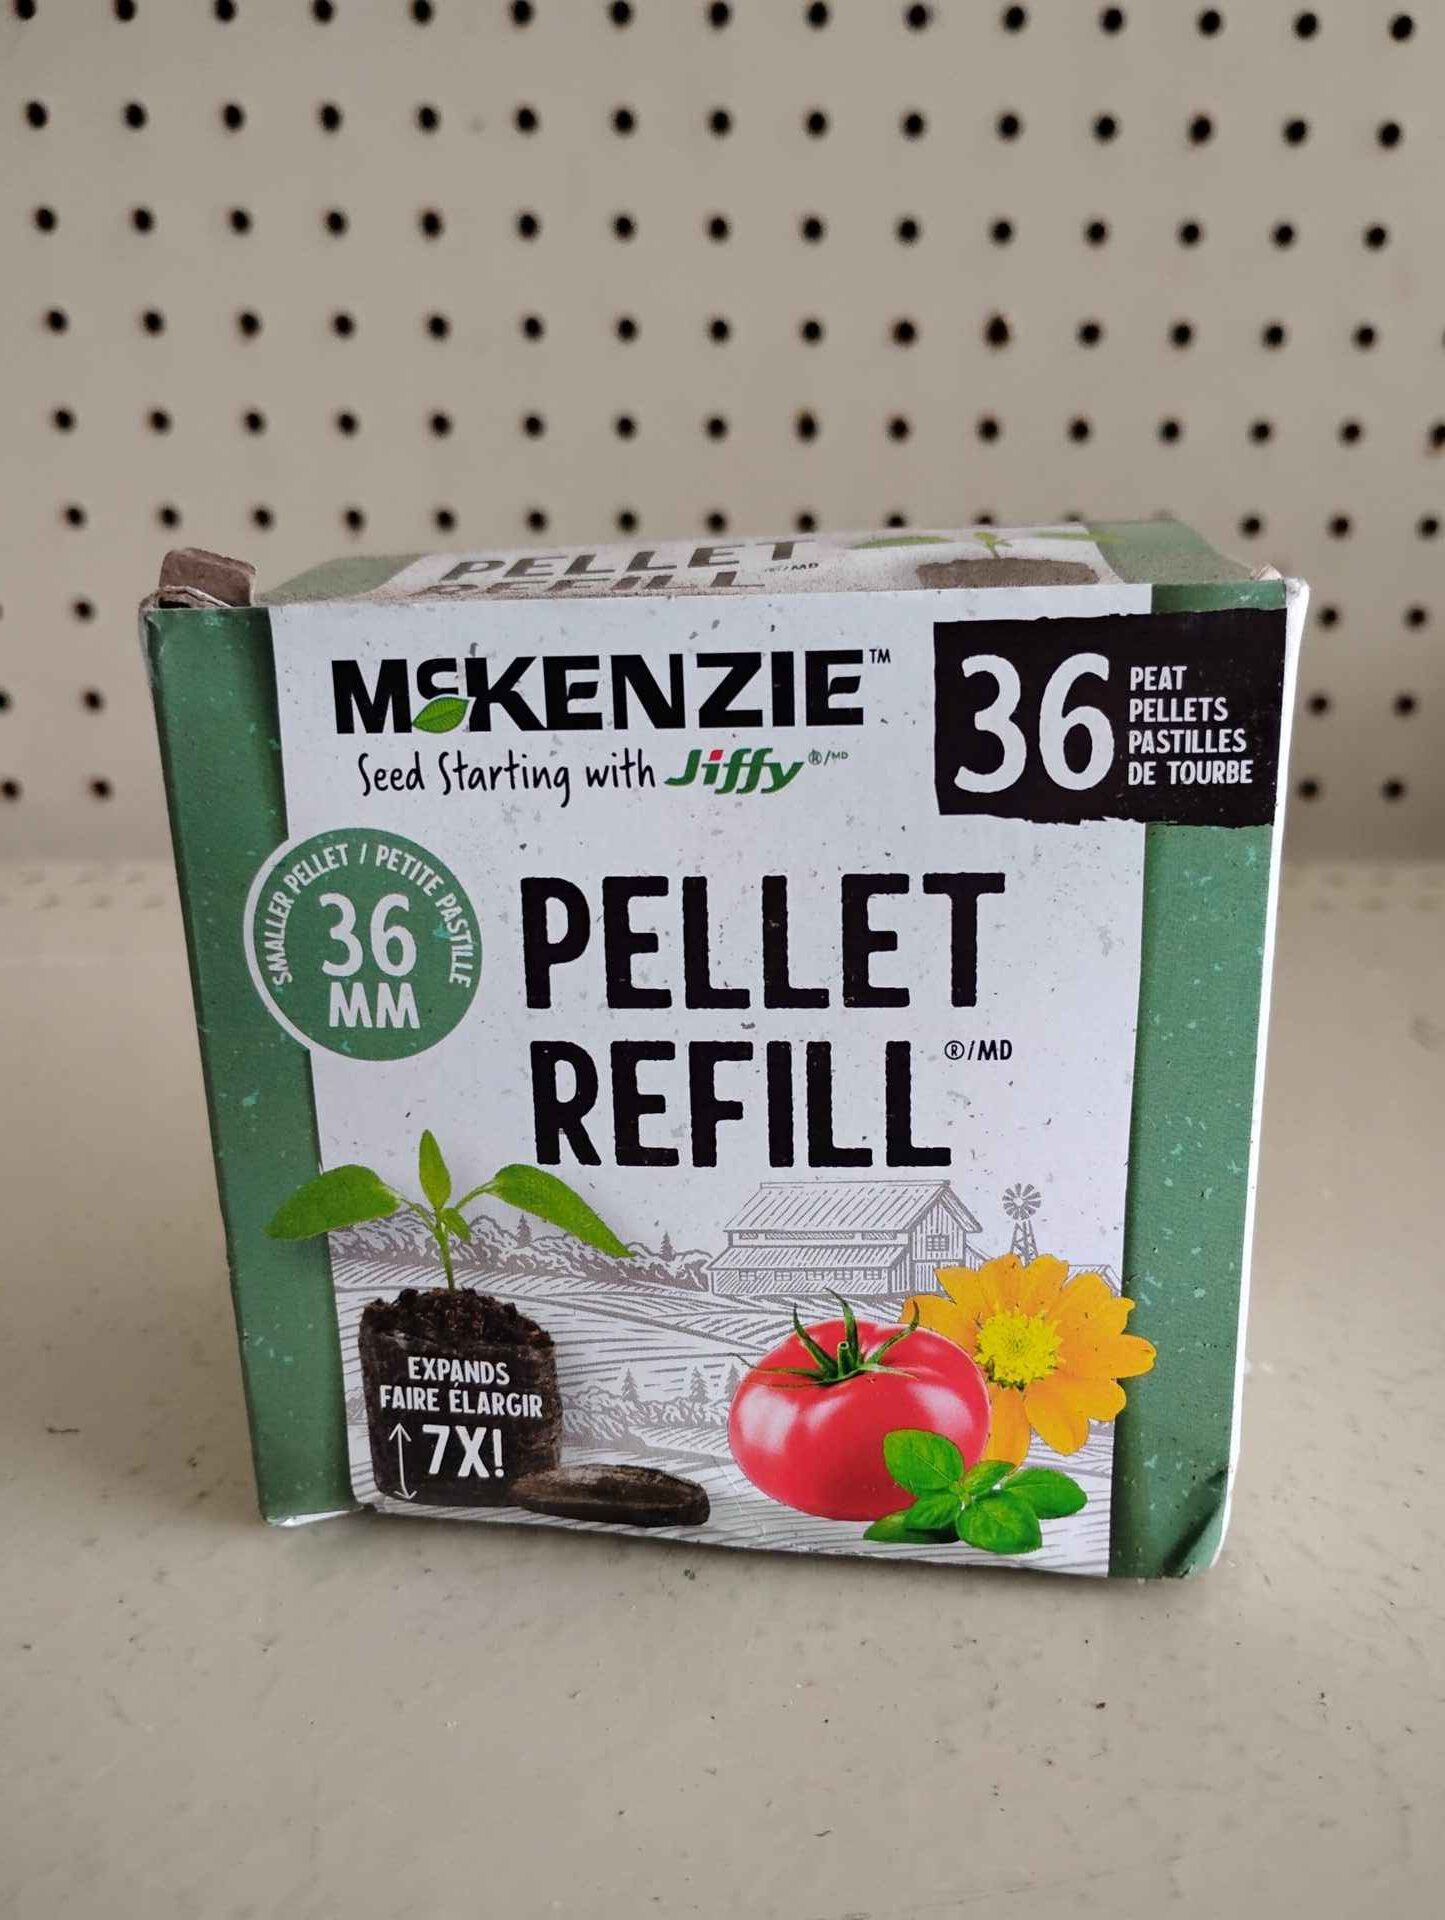 PELLET
REFILL ®/MD
McKENZIE™
Seed Starting with Jiffy®/MD
36
PEAT
PELLETS
PASTILLES
DE TOURBE
SMALLER PELLET / PETITE PASTILLE
36
MM
PELLET
REFILL®/MD
EXPANDS
FAIRE ÉLARGIR
7X!